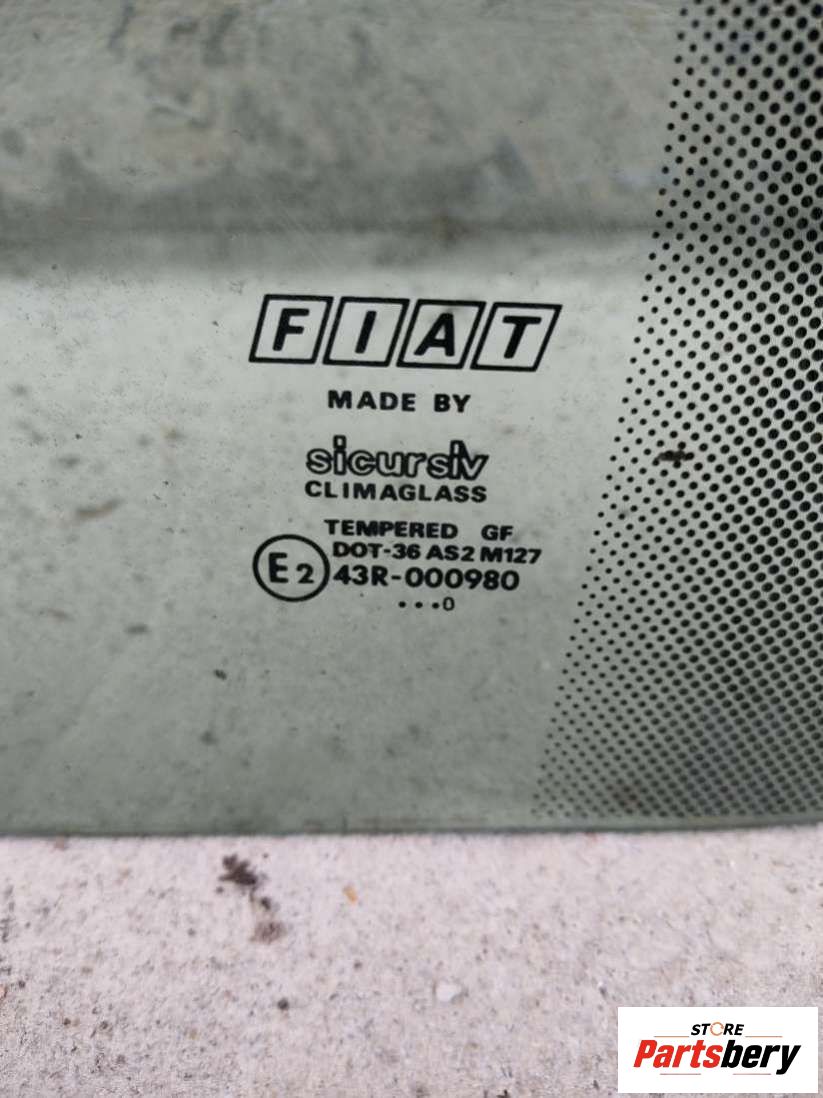 FIAT
MADE BY
sicursiv
CLIMAGLASS
TEMPERED GF
DOT-36 AS2 M127
E2 43R-000980
•••0
STORE
Partsbery